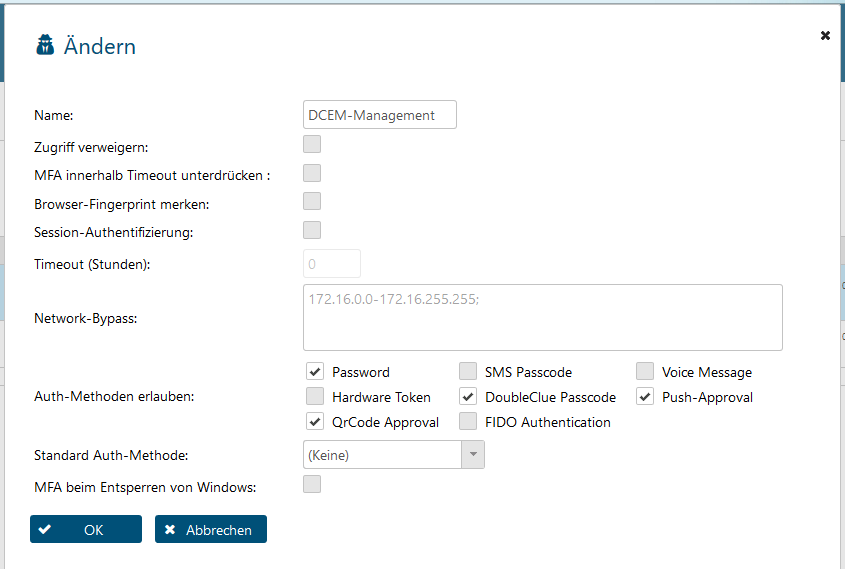 Ändern
Name: DCEM-Management
Zugriff verweigern:
MFA innerhalb Timeout unterdrücken :
Browser-Fingerprint merken:
Session-Authentifizierung:
Timeout (Stunden): 0
Network-Bypass: 172.16.0.0-172.16.255.255;
Auth-Methoden erlauben:
Password SMS Passcode Voice Message
Hardware Token DoubleClue Passcode Push-Approval
QrCode Approval FIDO Authentication
Standard Auth-Methode: (Keine)
MFA beim Entsperren von Windows:
OK Abbrechen